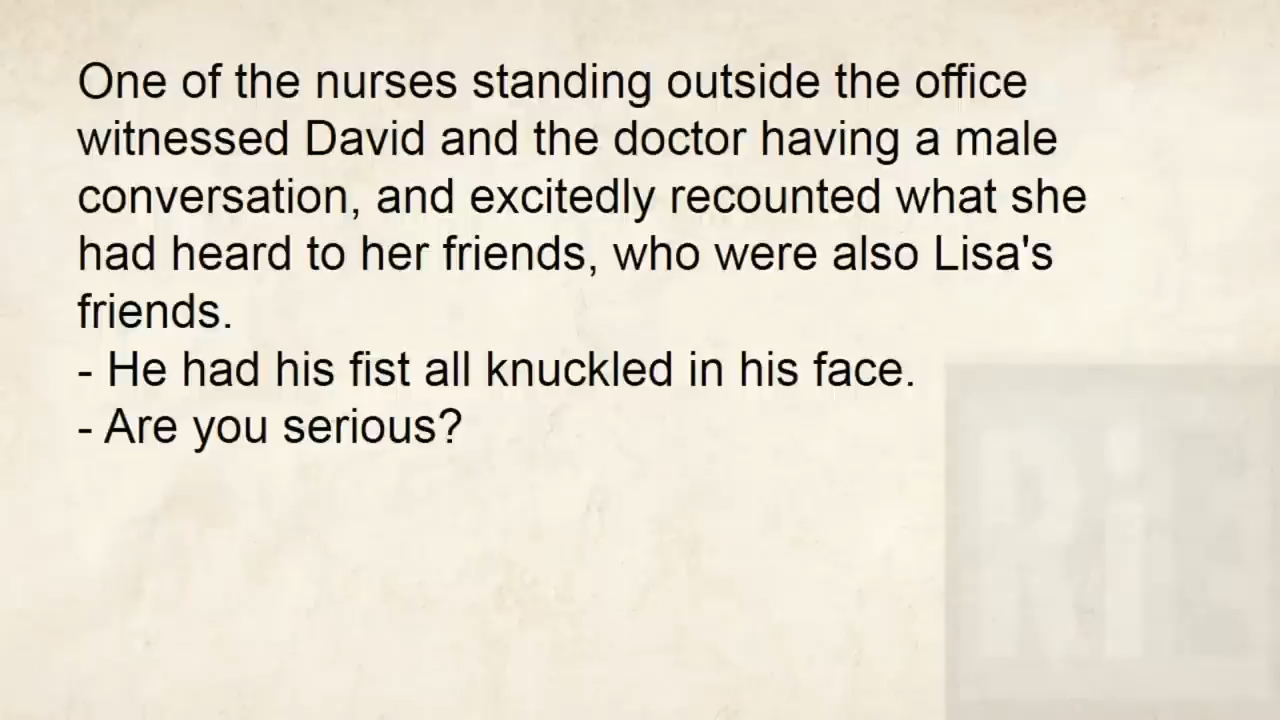 One of the nurses standing outside the office
witnessed David and the doctor having a male
conversation, and excitedly recounted what she
had heard to her friends, who were also Lisa's
friends.
- He had his fist all knuckled in his face.
- Are you serious?
RiE